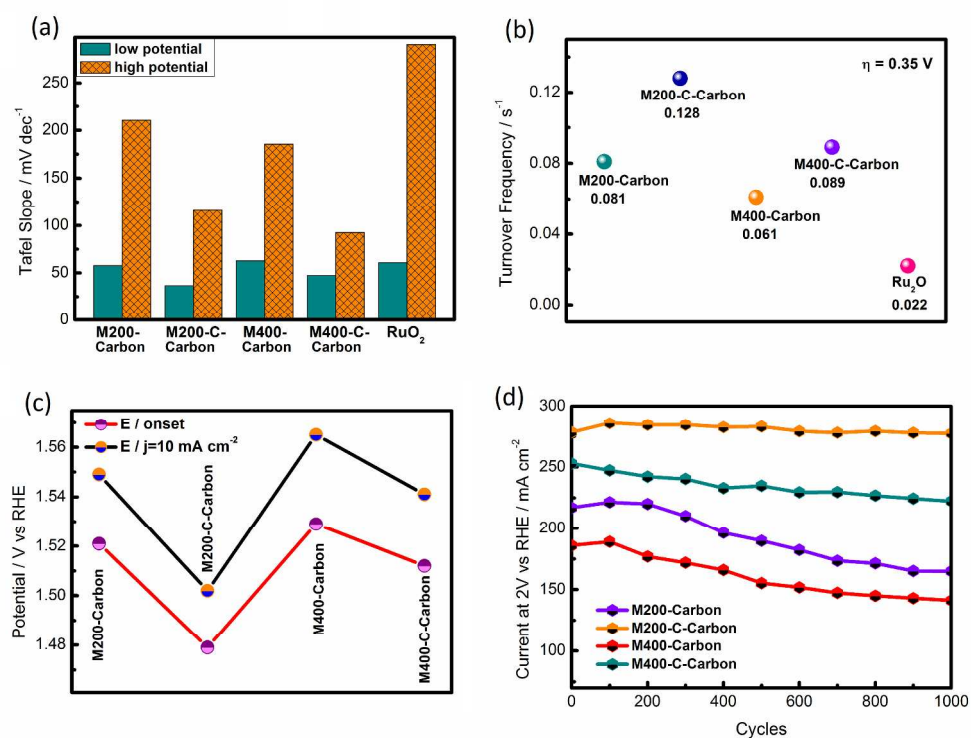 (a)
low potential
high potential
Tafel Slope / mV dec⁻¹
250
200
150
100
50
0
M200-
Carbon
M200-C-
Carbon
M400-
Carbon
M400-C-
Carbon
RuO₂
(b)
η = 0.35 V
Turnover Frequency / s⁻¹
0.12
0.08
0.04
0.00
M200-C-Carbon
0.128
M200-Carbon
0.081
M400-C-Carbon
0.089
M400-Carbon
0.061
Ru₂O
0.022
(c)
E / onset
E / j=10 mA cm⁻²
Potential / V vs RHE
1.56
1.54
1.52
1.50
1.48
M200-Carbon
M200-C-Carbon
M400-Carbon
M400-C-Carbon
(d)
Current at 2V vs RHE / mA cm⁻²
300
250
200
150
100
M200-Carbon
M200-C-Carbon
M400-Carbon
M400-C-Carbon
0 200 400 600 800 1000
Cycles